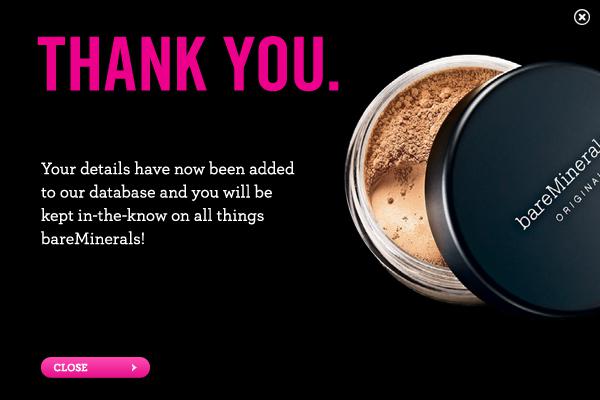 THANK YOU.
Your details have now been added
to our database and you will be
kept in-the-know on all things
bareMinerals!
CLOSE
bareMineral
ORIGINAL